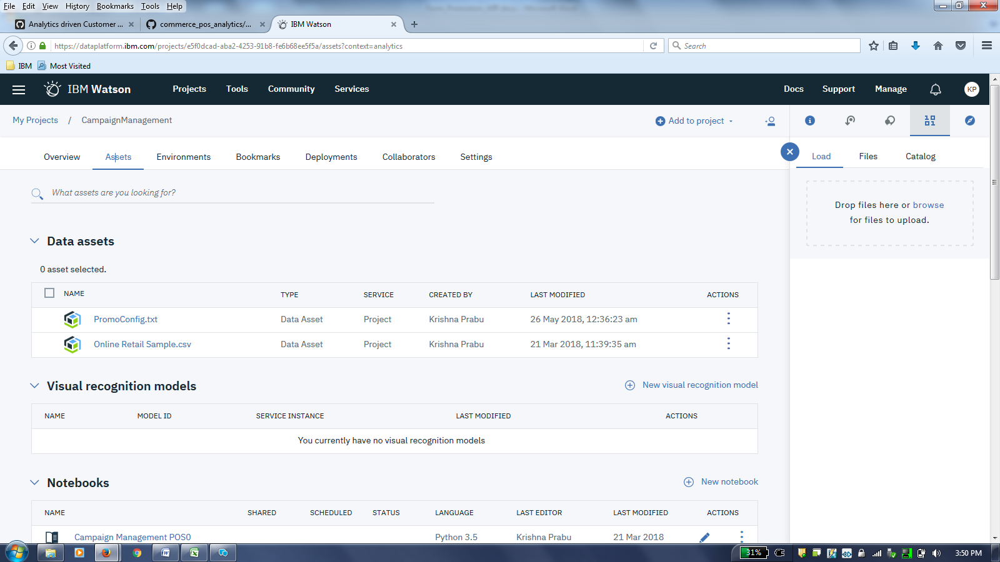 File Edit View History Bookmarks Tools Help
Analytics driven Customer ... commerce_pos_analytics/... IBM Watson
https://dataplatform.ibm.com/projects/e5f0dcad-aba2-4253-91b8-fe6b68ee5f5a/assets?context=analytics Search
IBM Most Visited
IBM Watson Projects Tools Community Services Docs Support Manage KP
My Projects / CampaignManagement Add to project
Overview Assets Environments Bookmarks Deployments Collaborators Settings Load Files Catalog
What assets are you looking for?
Drop files here or browse
for files to upload.
Data assets
0 asset selected.
NAME TYPE SERVICE CREATED BY LAST MODIFIED ACTIONS
PromoConfig.txt Data Asset Project Krishna Prabu 26 May 2018, 12:36:23 am
Online Retail Sample.csv Data Asset Project Krishna Prabu 21 Mar 2018, 11:39:35 am
Visual recognition models New visual recognition model
NAME MODEL ID SERVICE INSTANCE LAST MODIFIED ACTIONS
You currently have no visual recognition models
Notebooks New notebook
NAME SHARED SCHEDULED STATUS LANGUAGE LAST EDITOR LAST MODIFIED ACTIONS
Campaign Management POS0 Python 3.5 Krishna Prabu 21 Mar 2018
31% 3:50 PM